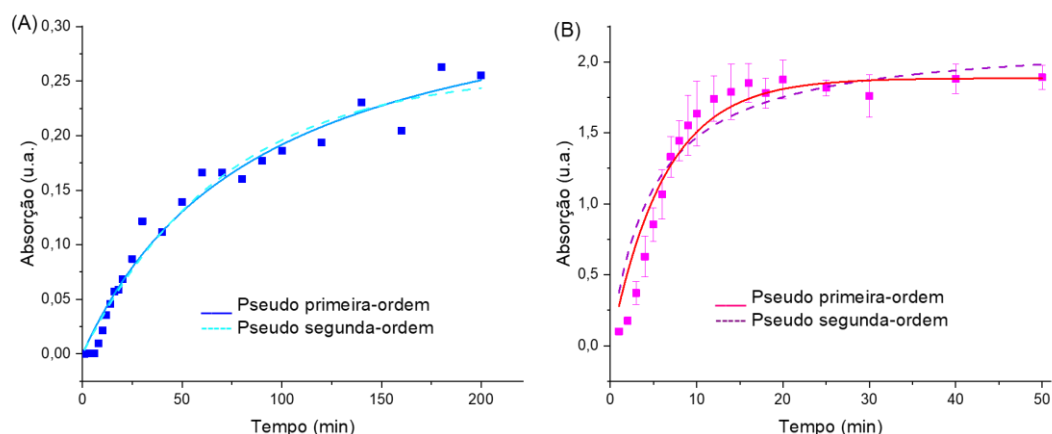 (A)
0,30
0,25
0,20
0,15
0,10
0,05
0,00
Absorção (u.a.)
Pseudo primeira-ordem
Pseudo segunda-ordem
0 50 100 150 200
Tempo (min)
(B)
2,0
1,5
1,0
0,5
0,0
Absorção (u.a.)
Pseudo primeira-ordem
Pseudo segunda-ordem
0 10 20 30 40 50
Tempo (min)